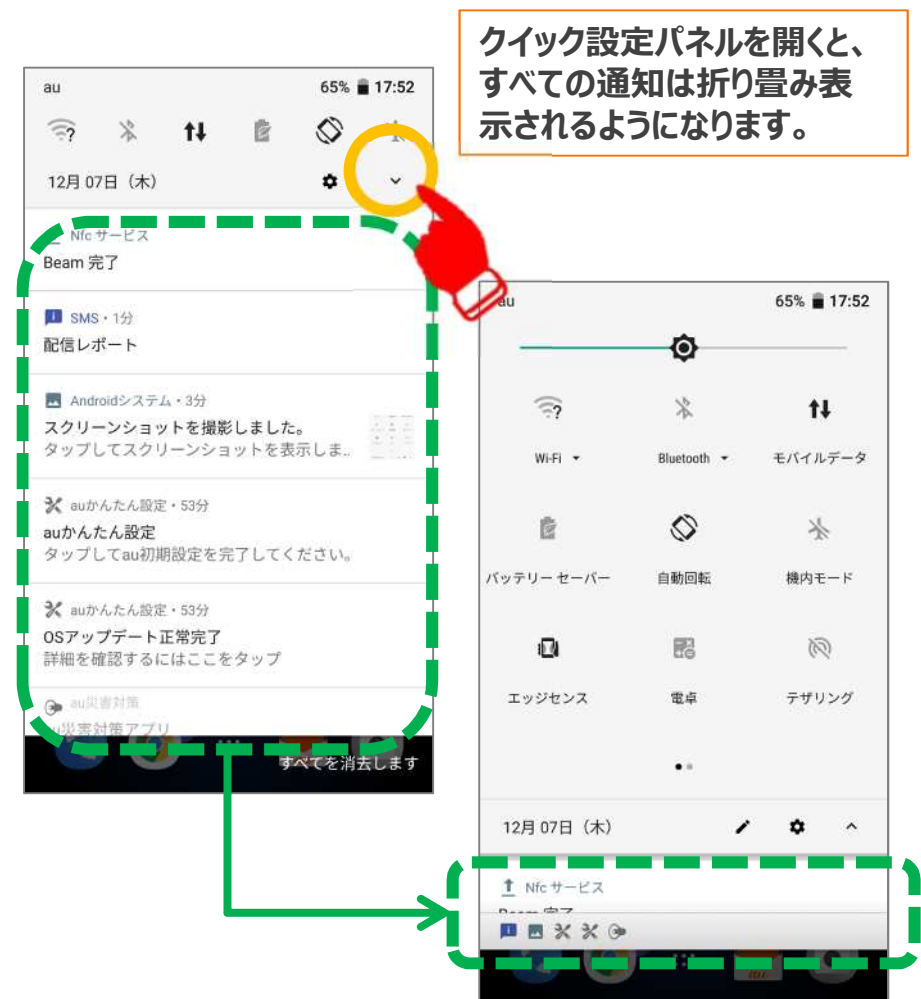 クイック設定パネルを開くと、
すべての通知は折り畳み表
示されるようになります。
au 65% 17:52
12月 07日（木）
Nfc サービス
Beam 完了
SMS・1分
配信レポート
Androidシステム・3分
スクリーンショットを撮影しました。
タップしてスクリーンショットを表示しま..
auかんたん設定・53分
auかんたん設定
タップしてau初期設定を完了してください。
auかんたん設定・53分
OSアップデート正常完了
詳細を確認するにはここをタップ
au災害対策
au災害対策アプリ
すべてを消去します
au 65% 17:52
Wi-Fi Bluetooth モバイルデータ
バッテリー セーバー 自動回転 機内モード
エッジセンス 電卓 テザリング
12月 07日（木）
Nfc サービス
Beam 完了